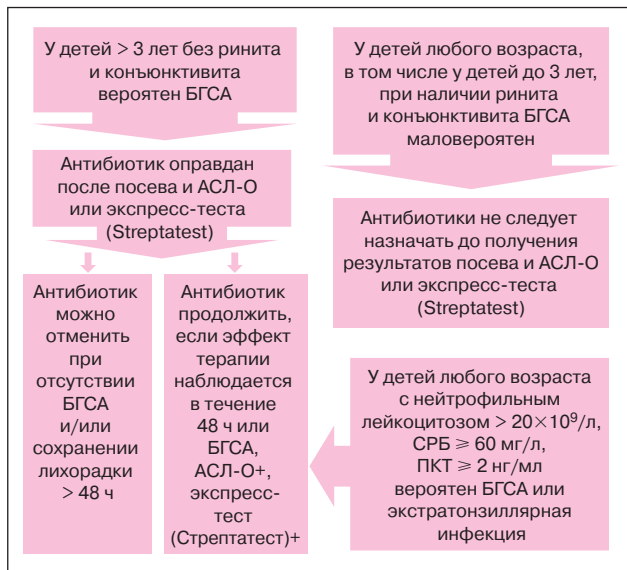 У детей > 3 лет без ринита
и конъюнктивита
вероятен БГСА
Антибиотик оправдан
после посева и АСЛ-О
или экспресс-теста
(Streptatest)
Антибиотик
можно
отменить
при
отсутствии
БГСА
и/или
сохранении
лихорадки
> 48 ч
Антибиотик
продолжить,
если эффект
терапии
наблюдается
в течение
48 ч или
БГСА,
АСЛ-О+,
экспресс-
тест
(Стрептатест)+
У детей любого возраста,
в том числе у детей до 3 лет,
при наличии ринита
и конъюнктивита БГСА
маловероятен
Антибиотики не следует
назначать до получения
результатов посева и АСЛ-О
или экспресс-теста
(Streptatest)
У детей любого возраста
с нейтрофильным
лейкоцитозом > 20×10⁹/л,
СРБ ≥ 60 мг/л,
ПКТ ≥ 2 нг/мл
вероятен БГСА или
экстратонзиллярная
инфекция